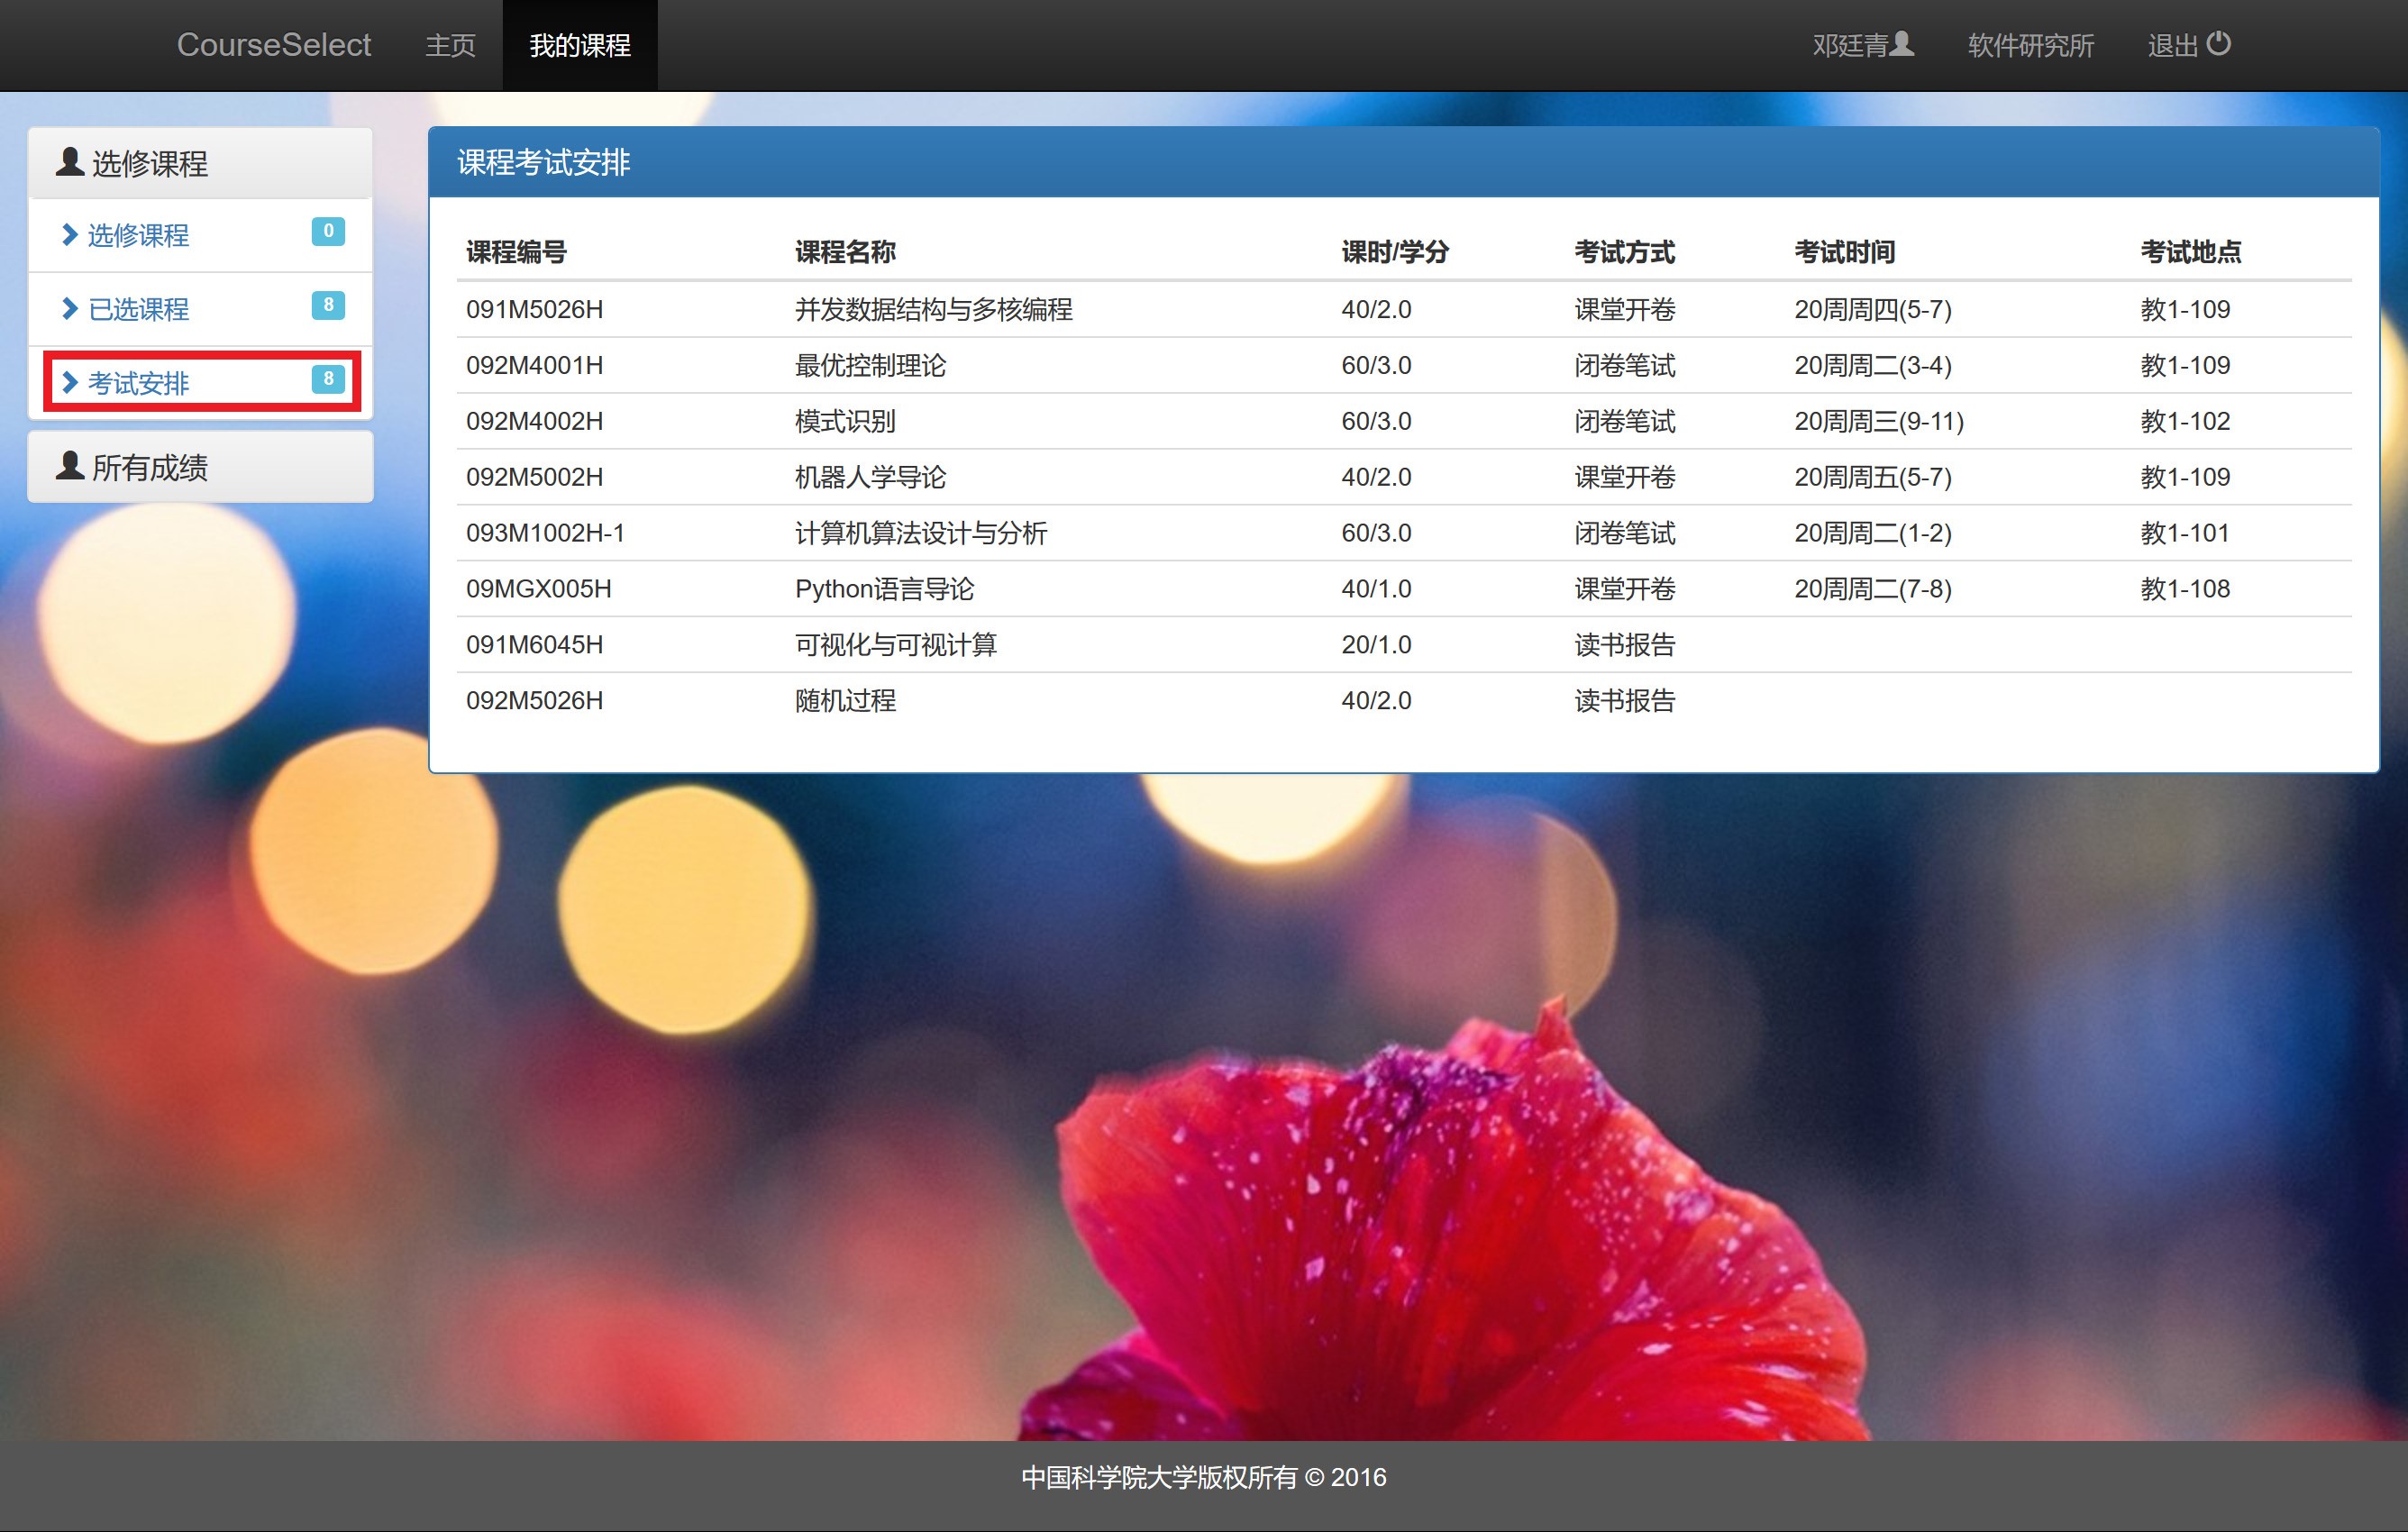 CourseSelect 主页 我的课程 邓廷青 软件研究所 退出
选修课程
选修课程 0
已选课程 8
考试安排 8
所有成绩
课程考试安排
课程编号 课程名称 课时/学分 考试方式 考试时间 考试地点
091M5026H 并发数据结构与多核编程 40/2.0 课堂开卷 20周周四(5-7) 教1-109
092M4001H 最优控制理论 60/3.0 闭卷笔试 20周周二(3-4) 教1-109
092M4002H 模式识别 60/3.0 闭卷笔试 20周周三(9-11) 教1-102
092M5002H 机器人学导论 40/2.0 课堂开卷 20周周五(5-7) 教1-109
093M1002H-1 计算机算法设计与分析 60/3.0 闭卷笔试 20周周二(1-2) 教1-101
09MGX005H Python语言导论 40/1.0 课堂开卷 20周周二(7-8) 教1-108
091M6045H 可视化与可视计算 20/1.0 读书报告
092M5026H 随机过程 40/2.0 读书报告
中国科学院大学版权所有 © 2016